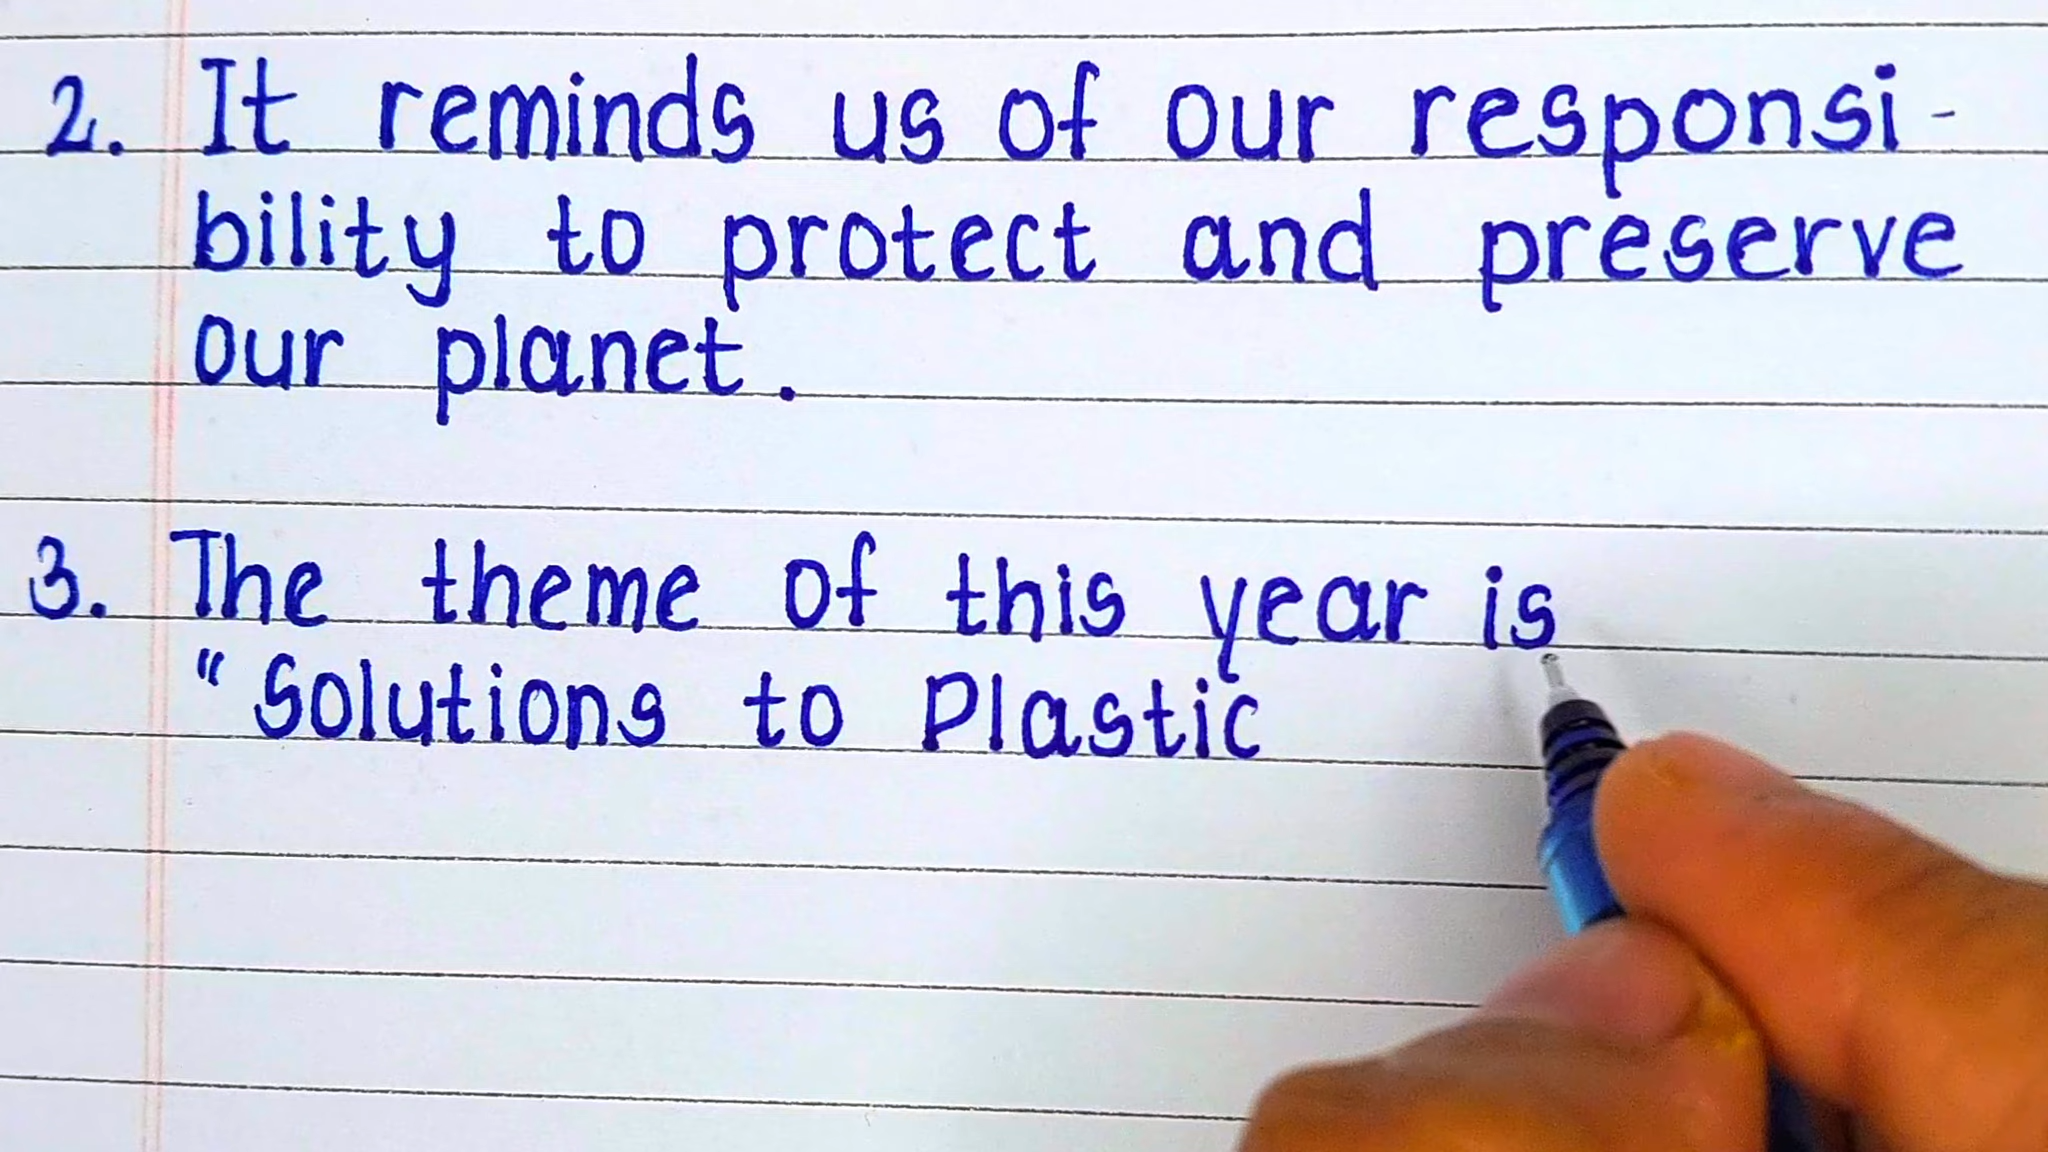 2. It reminds us of our responsi-
bility to protect and preserve
our planet.
3. The theme of this year is
"Solutions to Plastic